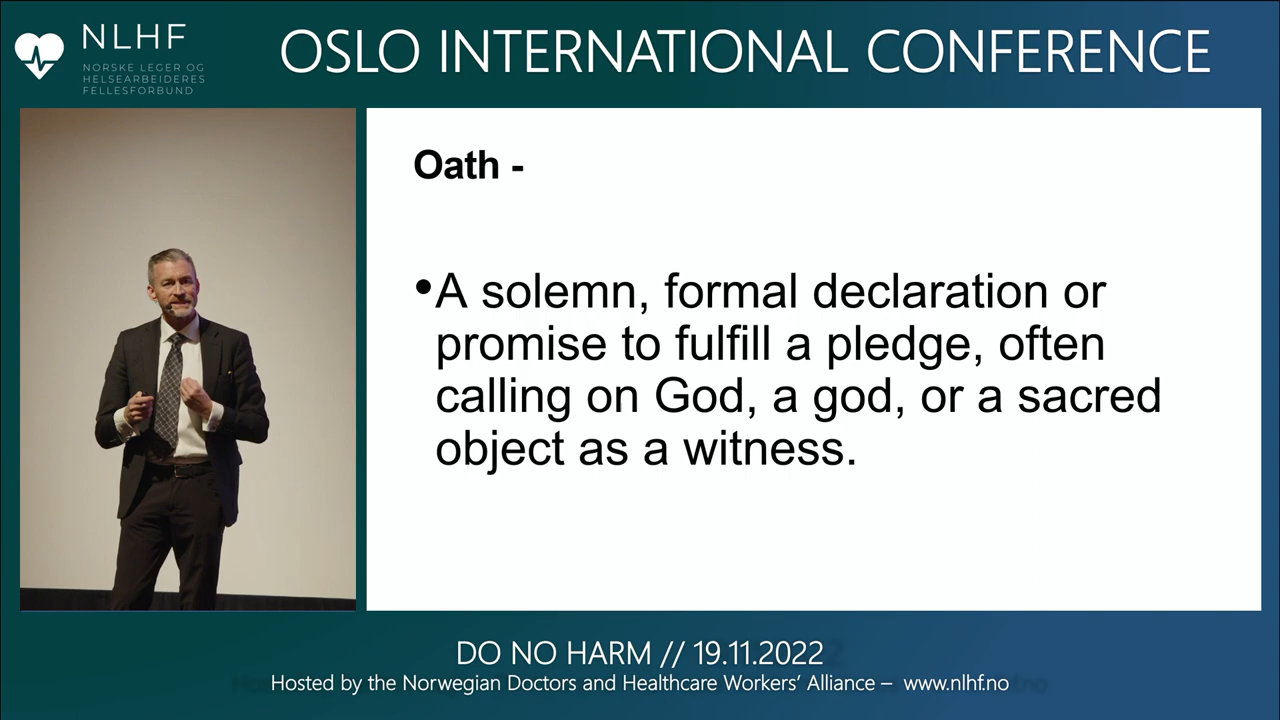 NLHF
NORSKE LEGER OG
HELSEARBEIDERES
FELLESFORBUND
OSLO INTERNATIONAL CONFERENCE
Oath -
•A solemn, formal declaration or
promise to fulfill a pledge, often
calling on God, a god, or a sacred
object as a witness.
DO NO HARM // 19.11.2022
Hosted by the Norwegian Doctors and Healthcare Workers' Alliance – www.nlhf.no